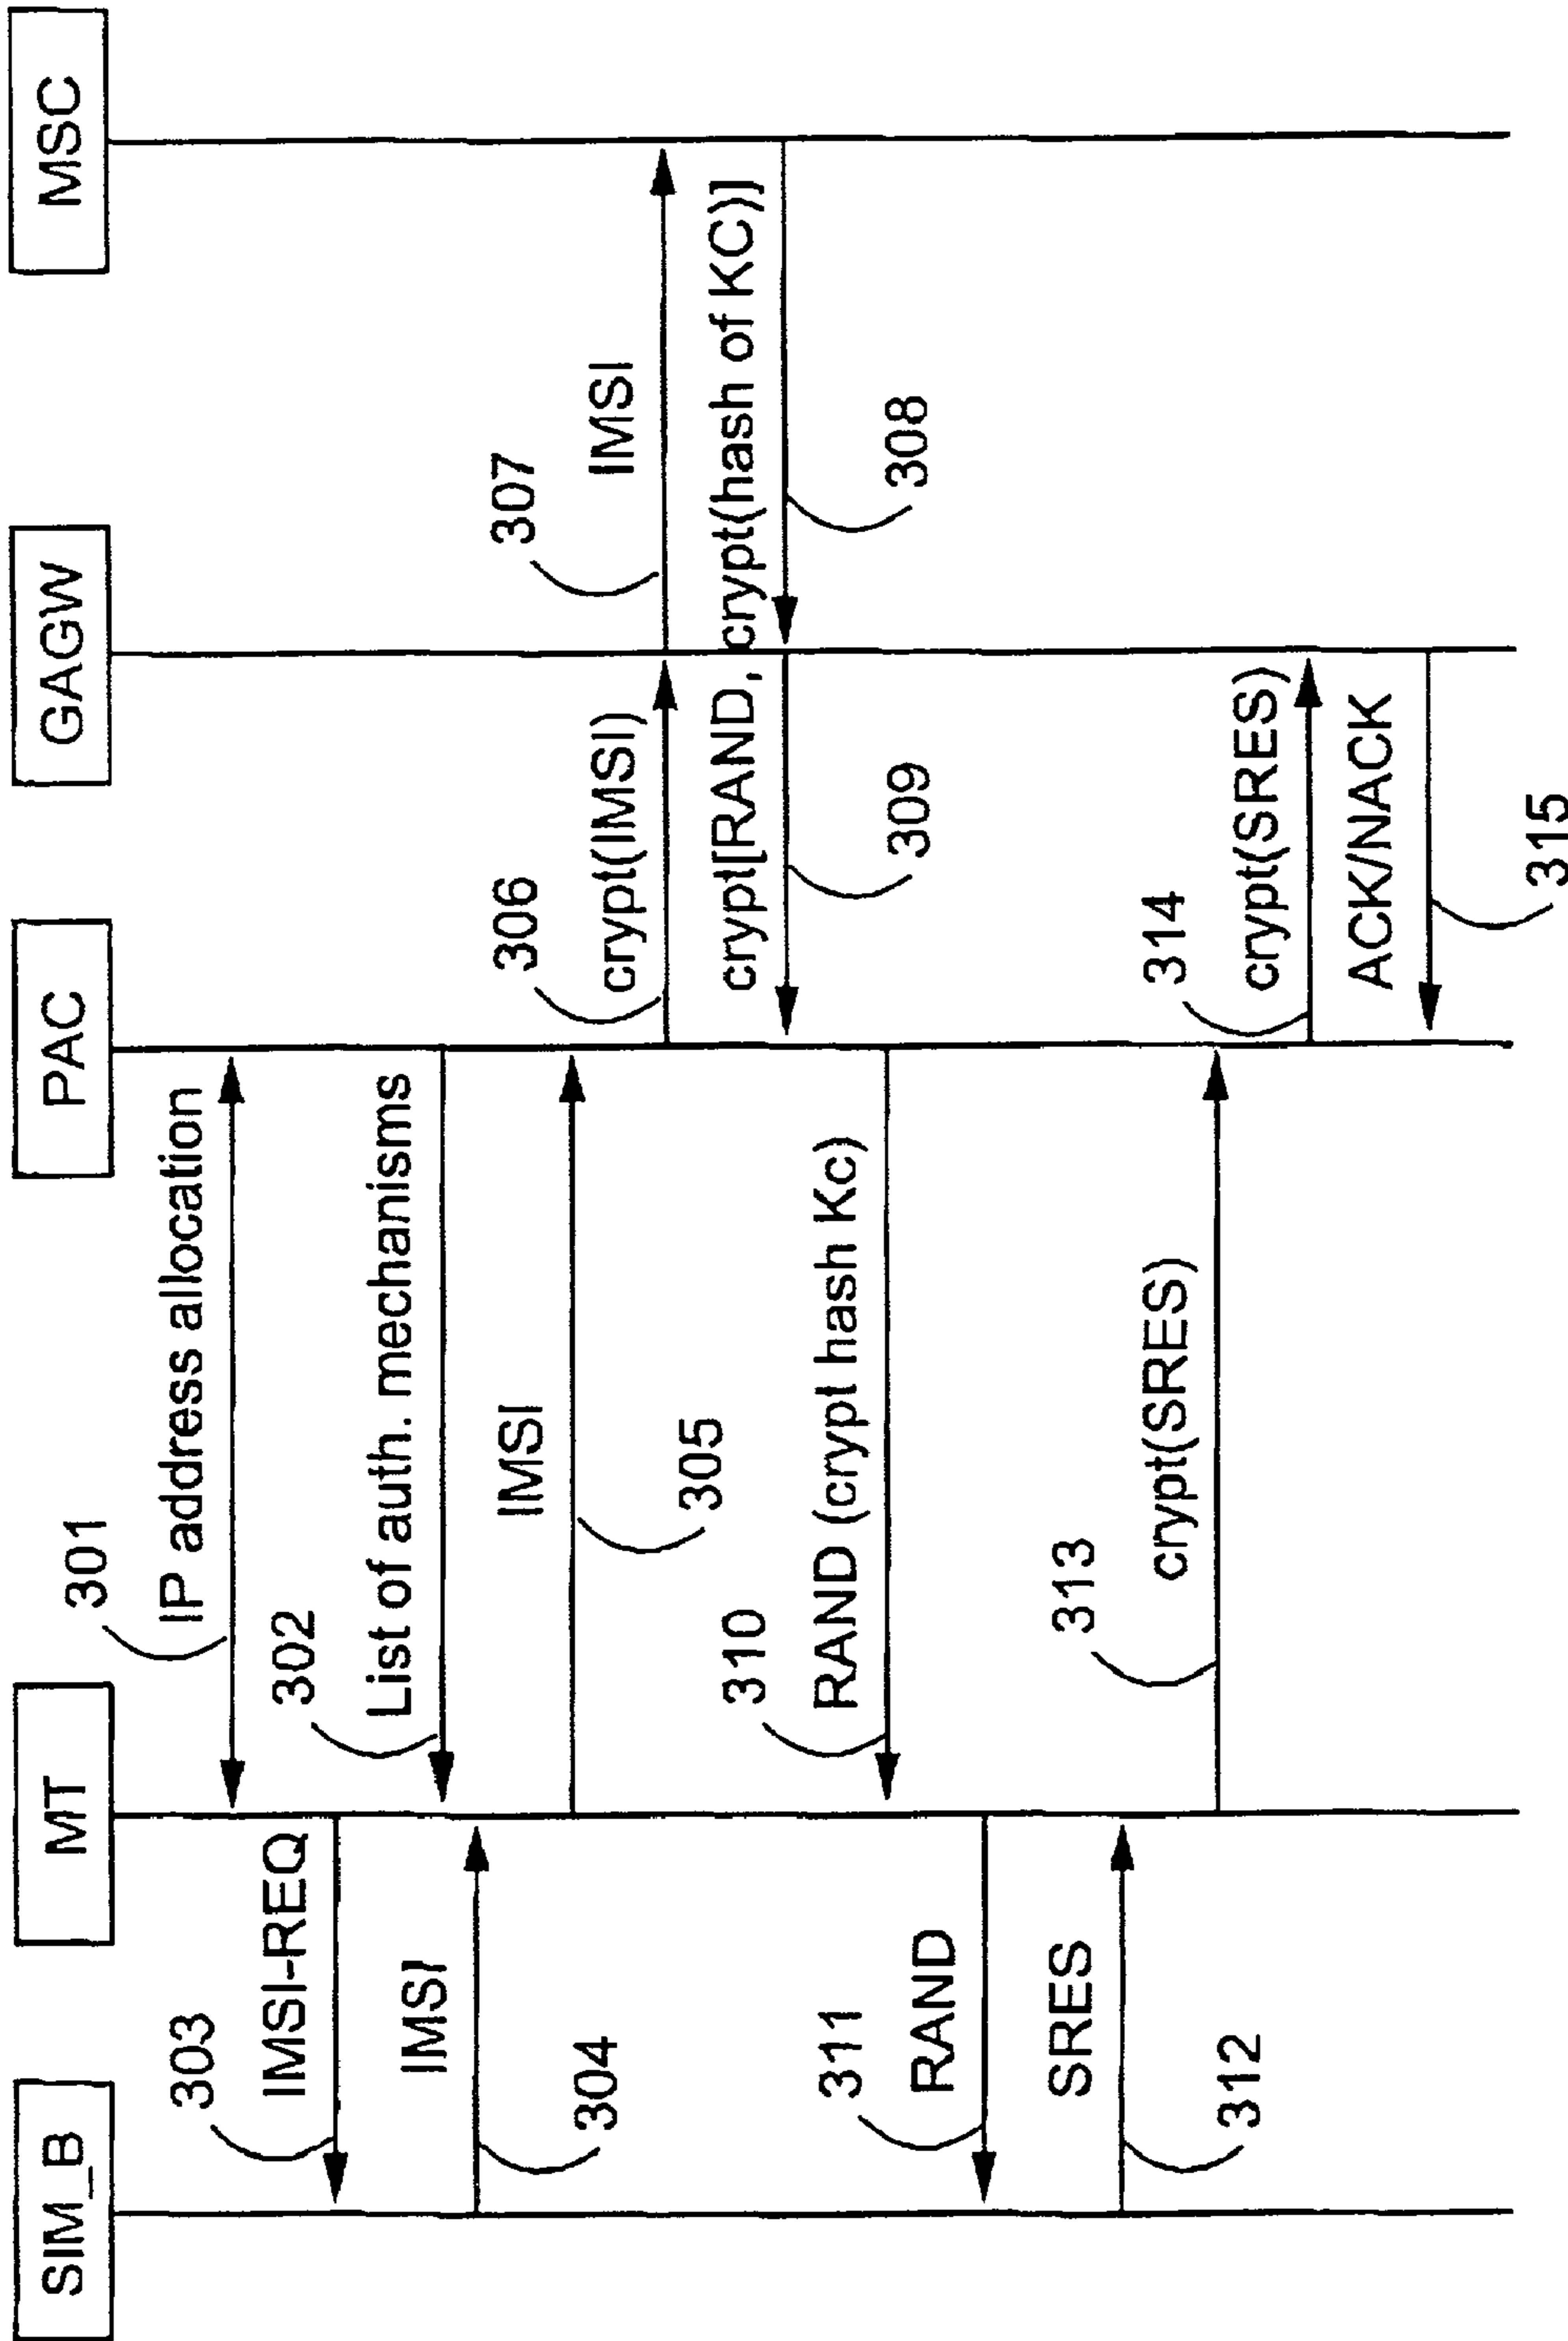 SIM_B
MT
PAC
GAGW
MSC
301
IP address allocation
302
List of auth. mechanisms
303
IMSI-REQ
IMSI
304
IMSI
305
306
crypt(IMSI)
307
IMSI
crypt[RAND, crypt(hash of KC)]
308
309
310
RAND (crypt hash Kc)
311
RAND
SRES
312
313
crypt(SRES)
314
crypt(SRES)
ACK/NACK
315